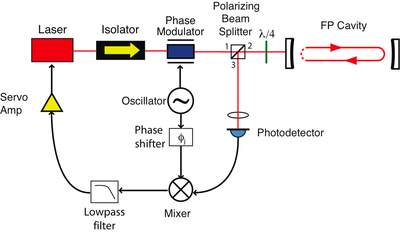 Laser
Isolator
Phase
Modulator
Polarizing
Beam
Splitter
λ/4
FP Cavity
1
2
3
Servo
Amp
Oscillator
Phase
shifter
ϕj
Photodetector
Lowpass
filter
Mixer